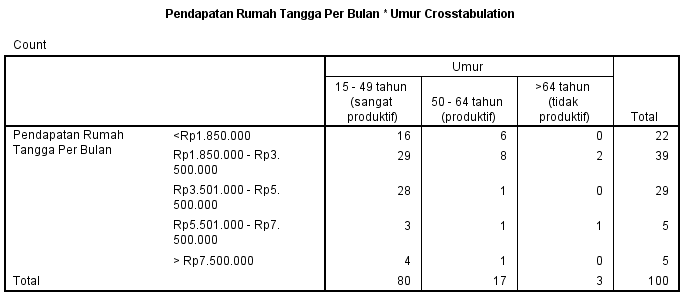 Pendapatan Rumah Tangga Per Bulan * Umur Crosstabulation
Count
Umur
15 - 49 tahun (sangat produktif) 50 - 64 tahun (produktif) >64 tahun (tidak produktif) Total
Pendapatan Rumah Tangga Per Bulan <Rp1.850.000 16 6 0 22
Rp1.850.000 - Rp3.500.000 29 8 2 39
Rp3.501.000 - Rp5.500.000 28 1 0 29
Rp5.501.000 - Rp7.500.000 3 1 1 5
> Rp7.500.000 4 1 0 5
Total 80 17 3 100